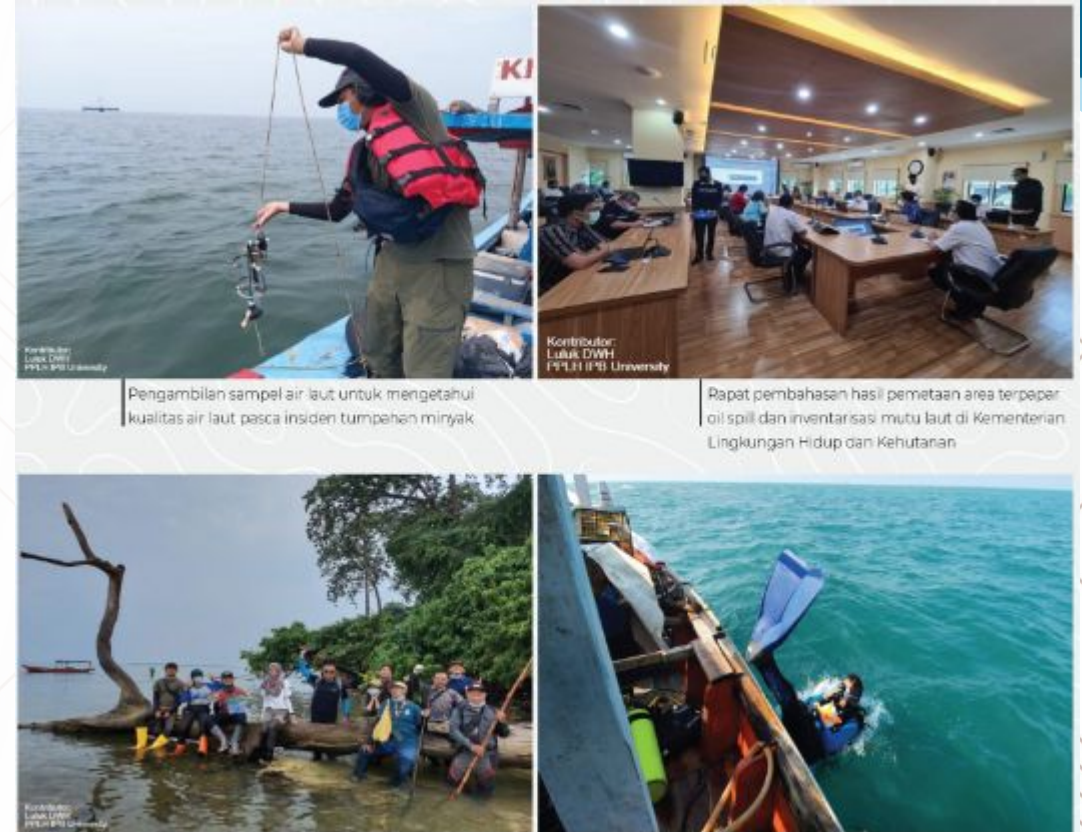 KI
Kontributor:
Luluk DWH
PPLH IPB University
Kontributor:
Luluk DWH
PPLH IPB University
Pengambilan sampel air laut untuk mengetahui
kualitas air laut pasca insiden tumpahan minyak
Rapat pembahasan hasil pemetaan area terpapar
oil spill dan inventarisasi mutu laut di Kementerian
Lingkungan Hidup dan Kehutanan
Kontributor:
Luluk DWH
PPLH IPB University